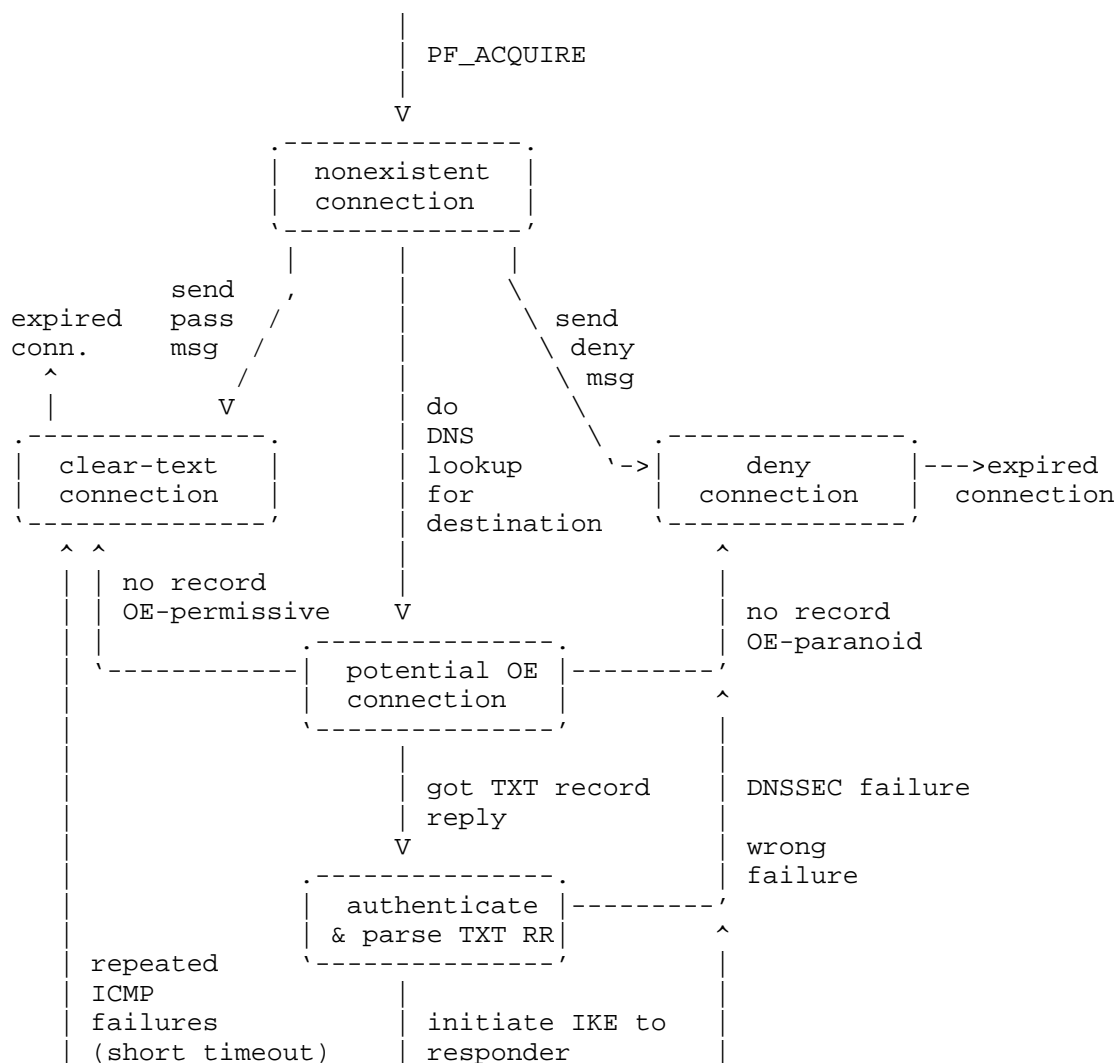 PF_ACQUIRE
V
nonexistent
connection
send
expired pass send
conn. msg deny
^ msg
V do
DNS
clear-text lookup '-> deny --->expired
connection for connection connection
destination
^ ^ ^
no record no record
OE-permissive V OE-paranoid
potential OE
connection ^
got TXT record DNSSEC failure
reply
V wrong
failure
authenticate
& parse TXT RR ^
repeated
ICMP
failures initiate IKE to
(short timeout) responder